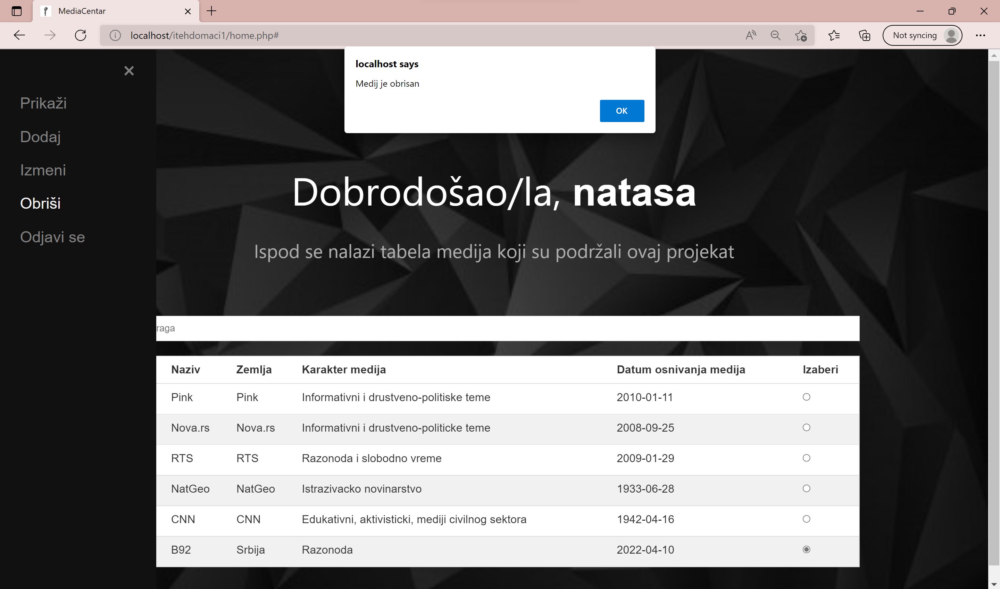 MediaCentar
localhost/itehdomaci1/home.php#
Not syncing
localhost says
Medij je obrisan
OK
Prikaži
Dodaj
Izmeni
Obriši
Odjavi se
Dobrodošao/la, natasa
Ispod se nalazi tabela medija koji su podržali ovaj projekat
raga
Naziv Zemlja Karakter medija Datum osnivanja medija Izaberi
Pink Pink Informativni i drustveno-politiske teme 2010-01-11
Nova.rs Nova.rs Informativni i drustveno-politicke teme 2008-09-25
RTS RTS Razonoda i slobodno vreme 2009-01-29
NatGeo NatGeo Istrazivacko novinarstvo 1933-06-28
CNN CNN Edukativni, aktivisticki, mediji civilnog sektora 1942-04-16
B92 Srbija Razonoda 2022-04-10